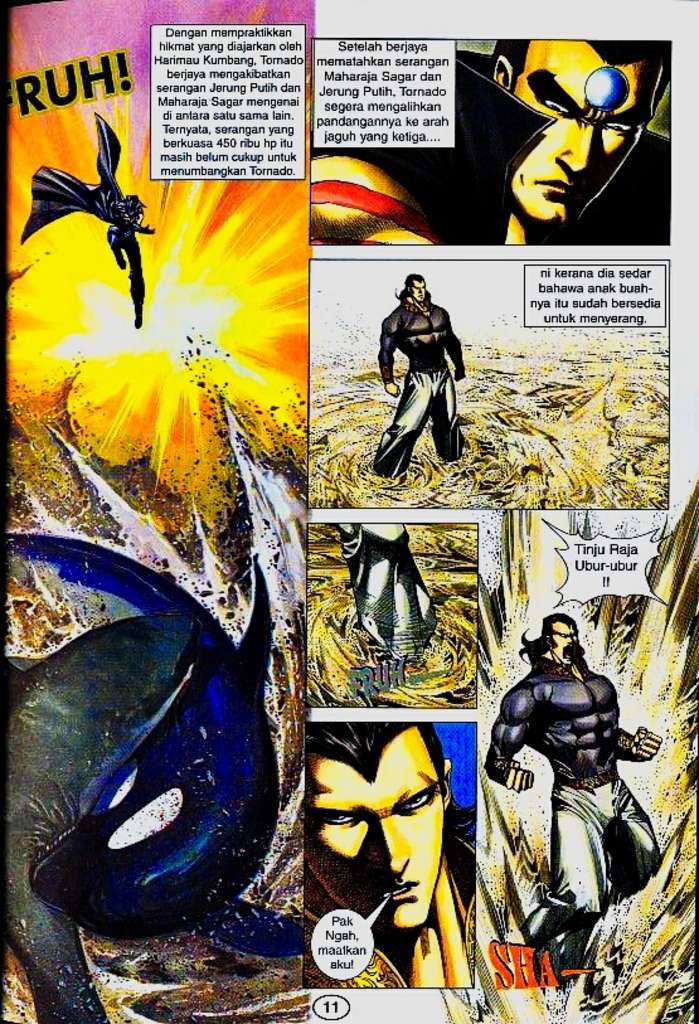 Dengan mempraktikkan
hikmat yang diajarkan oleh
Harimau Kumbang, Tornado
berjaya mengakibatkan
serangan Jerung Putih dan
Maharaja Sagar mengenai
di antara satu sama lain.
Ternyata, serangan yang
berkuasa 450 ribu hp itu
masih belum cukup untuk
menumbangkan Tornado.
FRUH!
Setelah berjaya
mematahkan serangan
Maharaja Sagar dan
Jerung Putih, Tornado
segera mengalihkan
pandangannya ke arah
jaguh yang ketiga....
ni kerana dia sedar
bahawa anak buah-
nya itu sudah bersedia
untuk menyerang.
FRUH
Tinju Raja
Ubur-ubur
!!
Pak
Ngah,
maatkan
aku!
SHA
11